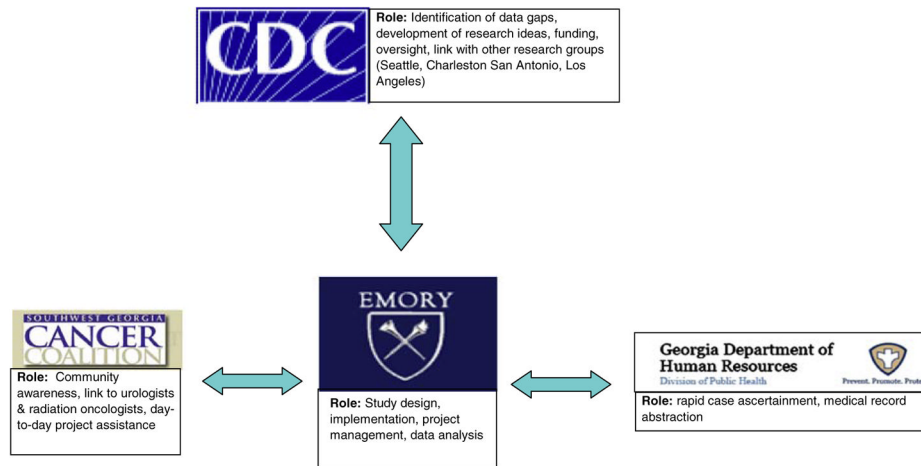 CDC
Role: Identification of data gaps,
development of research ideas, funding,
oversight, link with other research groups
(Seattle, Charleston San Antonio, Los
Angeles)
EMORY
Role: Study design,
implementation, project
management, data analysis
SOUTHWEST GEORGIA
CANCER
COALITION
Role: Community
awareness, link to urologists
& radiation oncologists, day-
to-day project assistance
Georgia Department of
Human Resources
Division of Public Health
Prevent. Promote. Prote
Role: rapid case ascertainment, medical record
abstraction